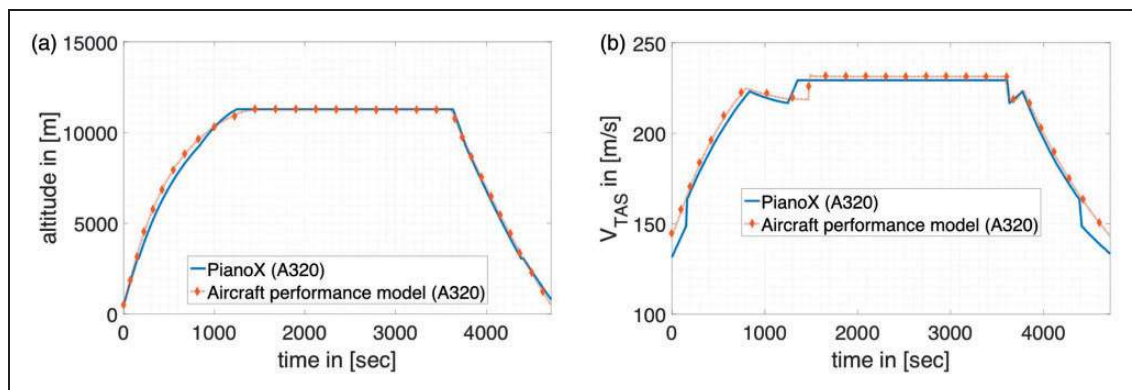 (a)
15000
10000
5000
0
altitude in [m]
PianoX (A320)
Aircraft performance model (A320)
0 1000 2000 3000 4000
time in [sec]
(b)
250
200
150
100
V_TAS in [m/s]
PianoX (A320)
Aircraft performance model (A320)
0 1000 2000 3000 4000
time in [sec]